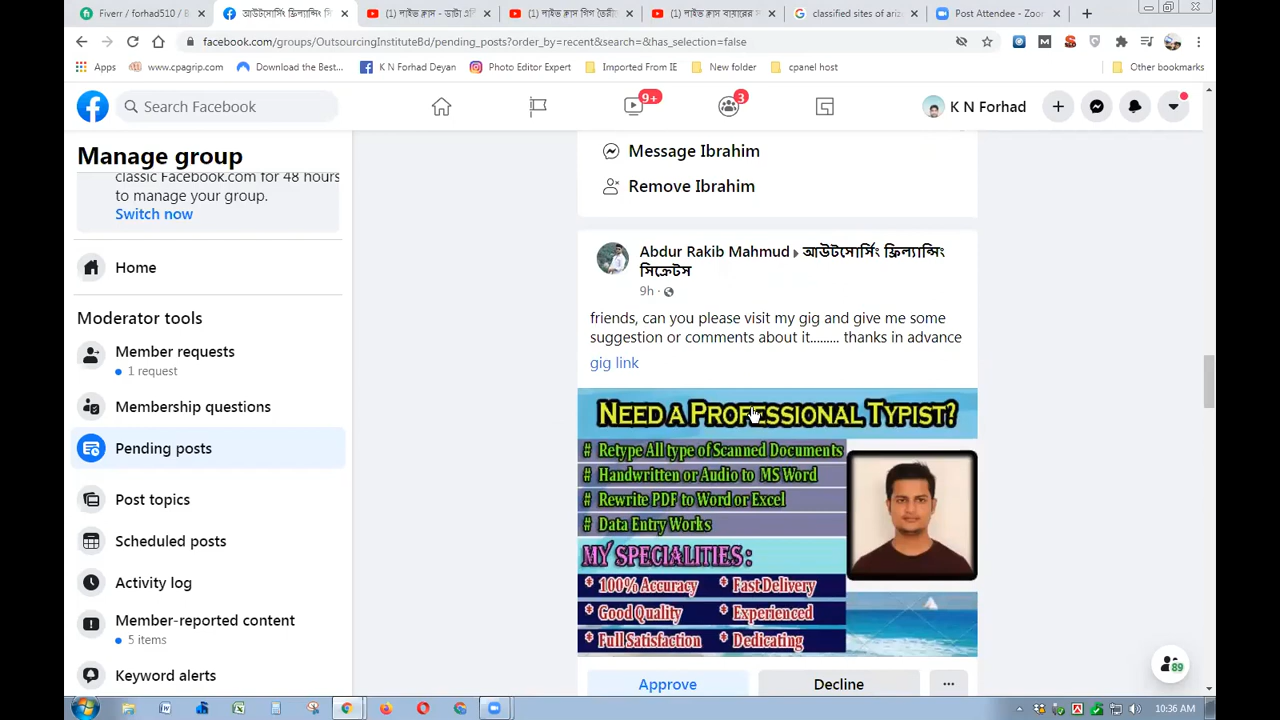 Fiverr / forhad510 / B
আউটসোর্সিং ফ্রিল্যান্সিং সি
(1) লাইভ ক্লাস - ডাটা এন্ট্রি
(1) লাইভ ক্লাস গিগ তৈরী
(1) লাইভ ক্লাস বায়ারের স
classified sites of ariz
Post Attendee - Zoo
facebook.com/groups/OutsourcingInstituteBd/pending_posts?order_by=recent&search=&has_selection=false
Apps
www.cpagrip.com
Download the Best...
K N Forhad Deyan
Photo Editor Expert
Imported From IE
New folder
cpanel host
Other bookmarks
Search Facebook
9+
3
K N Forhad
Manage group
classic Facebook.com for 48 hours
to manage your group.
Switch now
Home
Moderator tools
Member requests
1 request
Membership questions
Pending posts
Post topics
Scheduled posts
Activity log
Member-reported content
5 items
Keyword alerts
Message Ibrahim
Remove Ibrahim
Abdur Rakib Mahmud ▸ আউটসোর্সিং ফ্রিল্যান্সিং
সিক্রেটস
9h ·
friends, can you please visit my gig and give me some
suggestion or comments about it......... thanks in advance
gig link
NEED A PROFESSIONAL TYPIST?
# Retype All type of Scanned Documents
# Handwritten or Audio to MS Word
# Rewrite PDF to Word or Excel
# Data Entry Works
MY SPECIALITIES :
* 100% Accuracy * Fast Delivery
* Good Quality * Experienced
* Full Satisfaction * Dedicating
Approve
Decline
...
89
10:36 AM